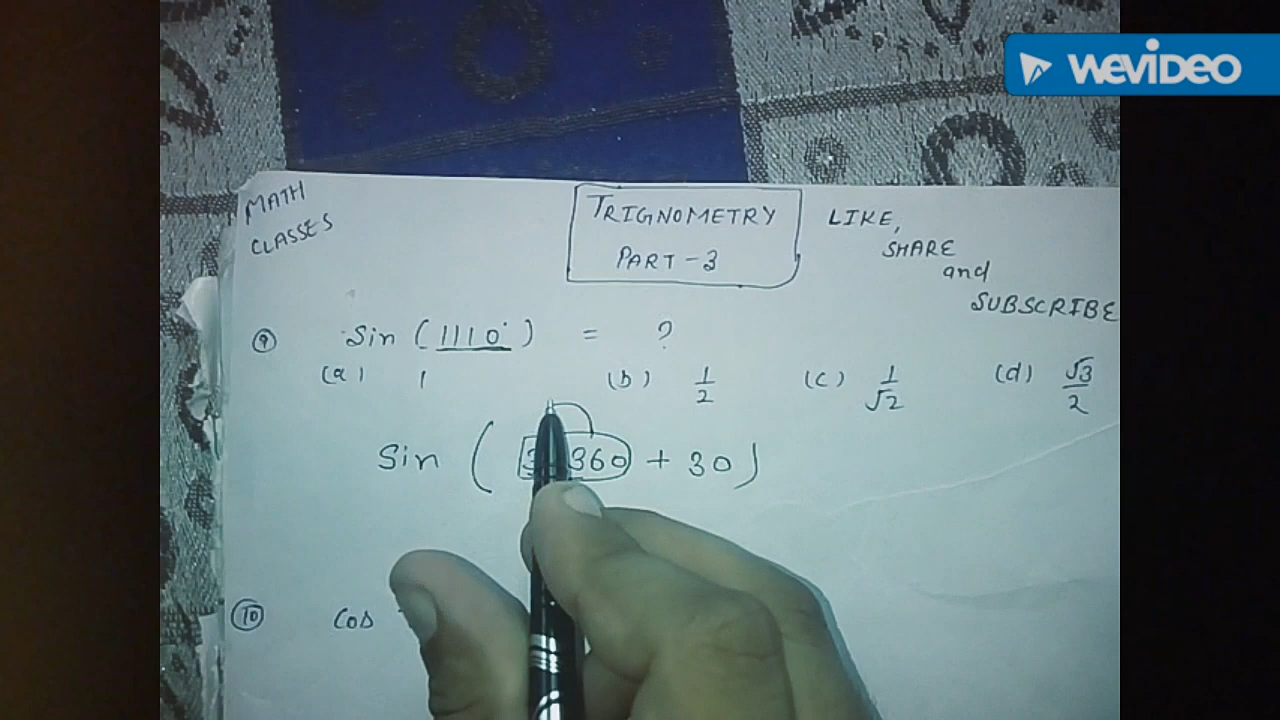 WEVIDEO
MATH
CLASSES
TRIGNOMETRY
PART-3
LIKE,
SHARE
and
SUBSCRIBE
⑨ Sin (1110°) = ?
(a) 1 (b) 1/2 (c) 1/√2 (d) √3/2
Sin ( 3 360 + 30 )
⑩ Cos